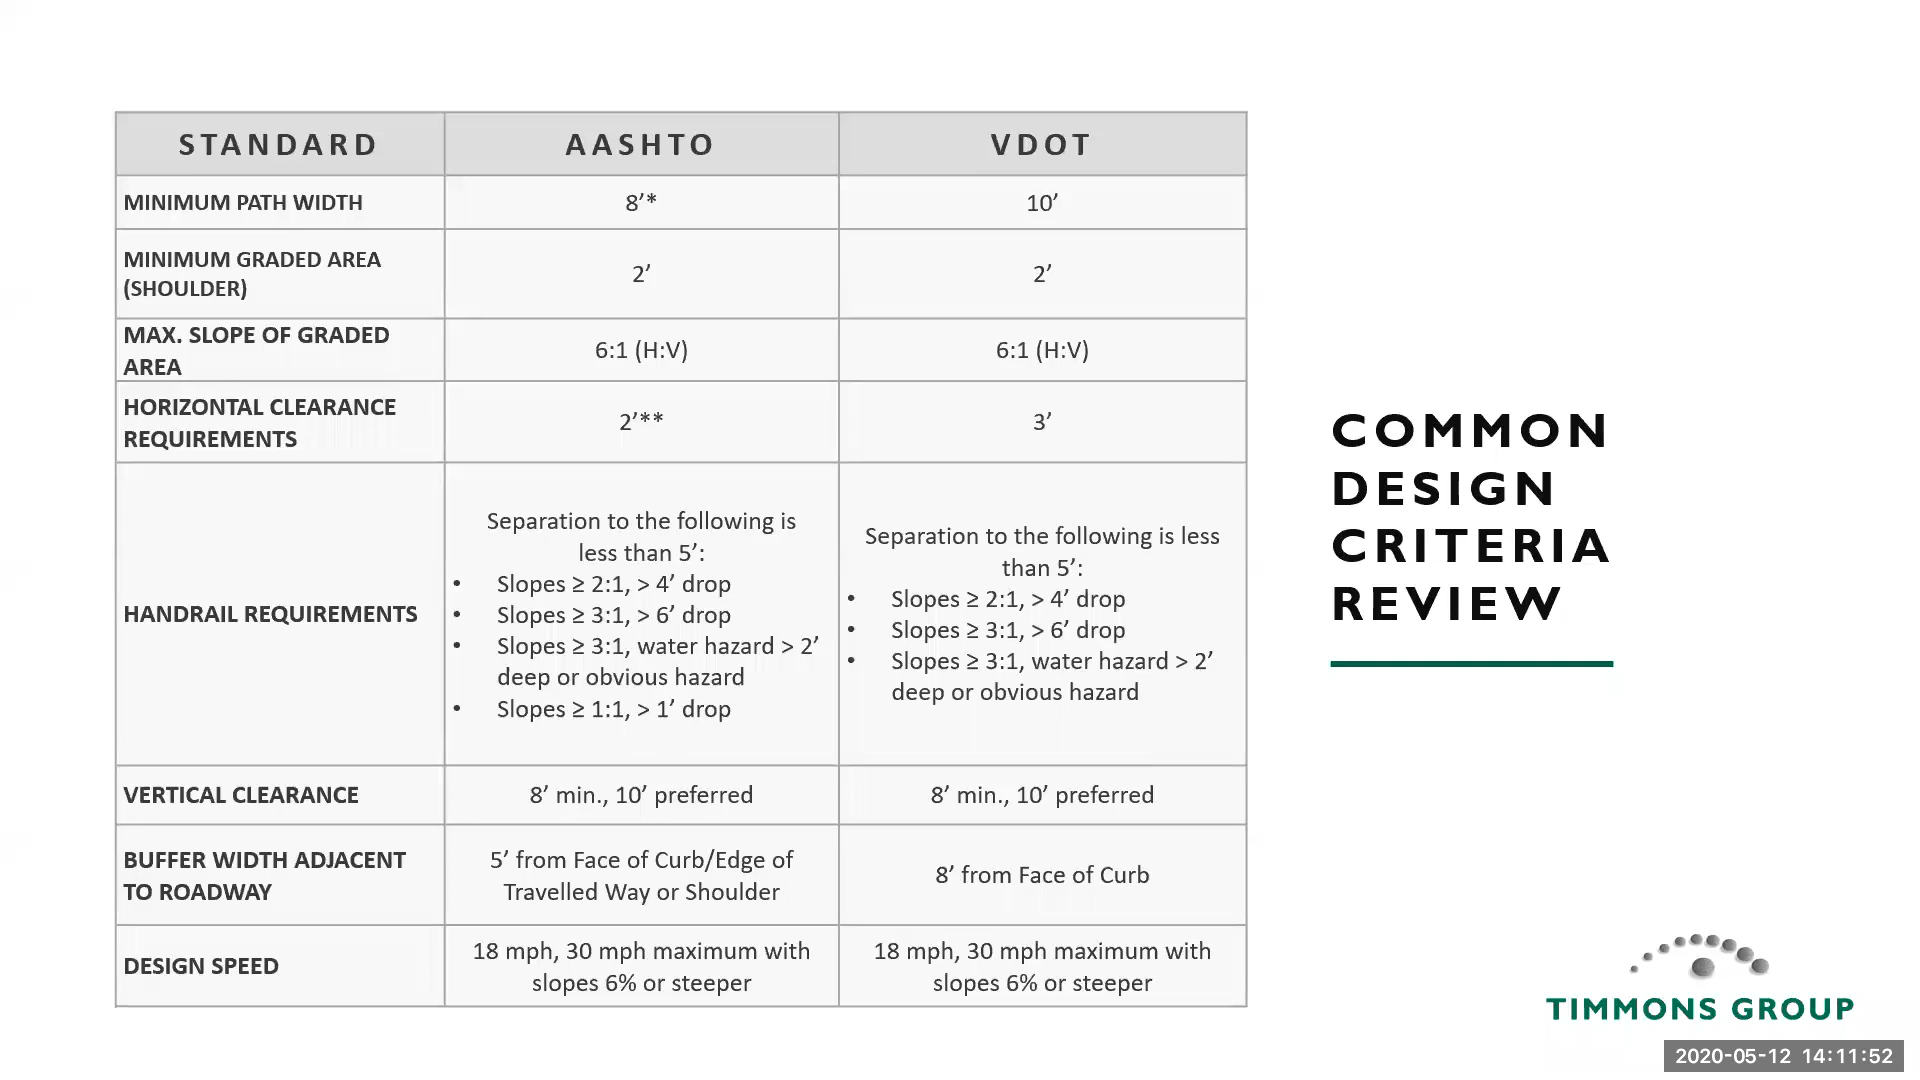 STANDARD
AASHTO
VDOT
MINIMUM PATH WIDTH
8’*
10’
MINIMUM GRADED AREA
(SHOULDER)
2’
2’
MAX. SLOPE OF GRADED
AREA
6:1 (H:V)
6:1 (H:V)
HORIZONTAL CLEARANCE
REQUIREMENTS
2’**
3’
HANDRAIL REQUIREMENTS
Separation to the following is
less than 5’:
• Slopes ≥ 2:1, > 4’ drop
• Slopes ≥ 3:1, > 6’ drop
• Slopes ≥ 3:1, water hazard > 2’
deep or obvious hazard
• Slopes ≥ 1:1, > 1’ drop
Separation to the following is less
than 5’:
• Slopes ≥ 2:1, > 4’ drop
• Slopes ≥ 3:1, > 6’ drop
• Slopes ≥ 3:1, water hazard > 2’
deep or obvious hazard
VERTICAL CLEARANCE
8’ min., 10’ preferred
8’ min., 10’ preferred
BUFFER WIDTH ADJACENT
TO ROADWAY
5’ from Face of Curb/Edge of
Travelled Way or Shoulder
8’ from Face of Curb
DESIGN SPEED
18 mph, 30 mph maximum with
slopes 6% or steeper
18 mph, 30 mph maximum with
slopes 6% or steeper
COMMON
DESIGN
CRITERIA
REVIEW
TIMMONS GROUP
2020-05-12 14:11:52